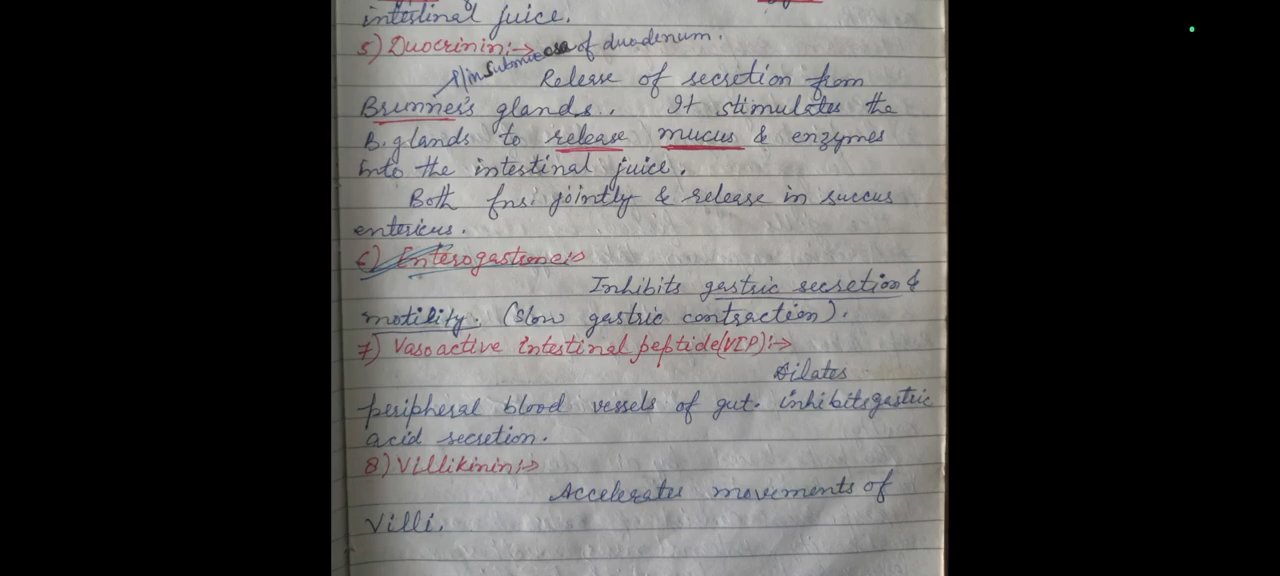 intestinal juice.
5) Duocrinin:→
P/in submucosa of duodenum.
Release of secretion from
Brunner's glands. It stimulates the
B. glands to release mucus & enzymes
into the intestinal juice.
Both fns. jointly & release in succus
entericus.
6) Enterogastrone:→
Inhibits gastric secretion &
motility. (slow gastric contraction).
7) Vasoactive intestinal peptide(VIP):→
Dilates
peripheral blood vessels of gut. inhibits gastric
acid secretion.
8) Villikinin:→
Accelerates movements of
Villi.